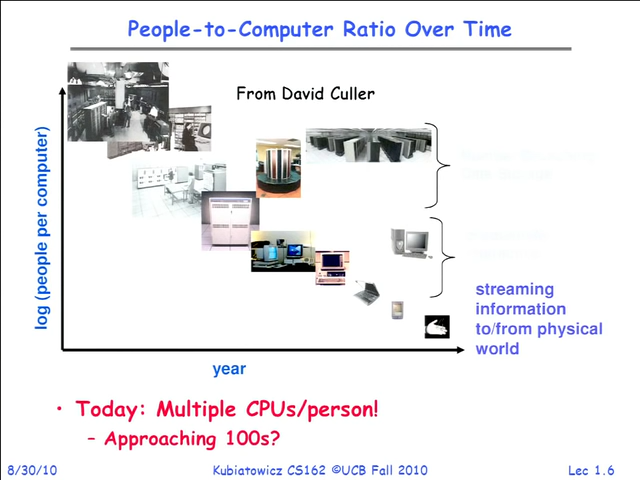 People-to-Computer Ratio Over Time
From David Culler
log (people per computer)
streaming
information
to/from physical
world
year
• Today: Multiple CPUs/person!
– Approaching 100s?
8/30/10
Kubiatowicz CS162 ©UCB Fall 2010
Lec 1.6